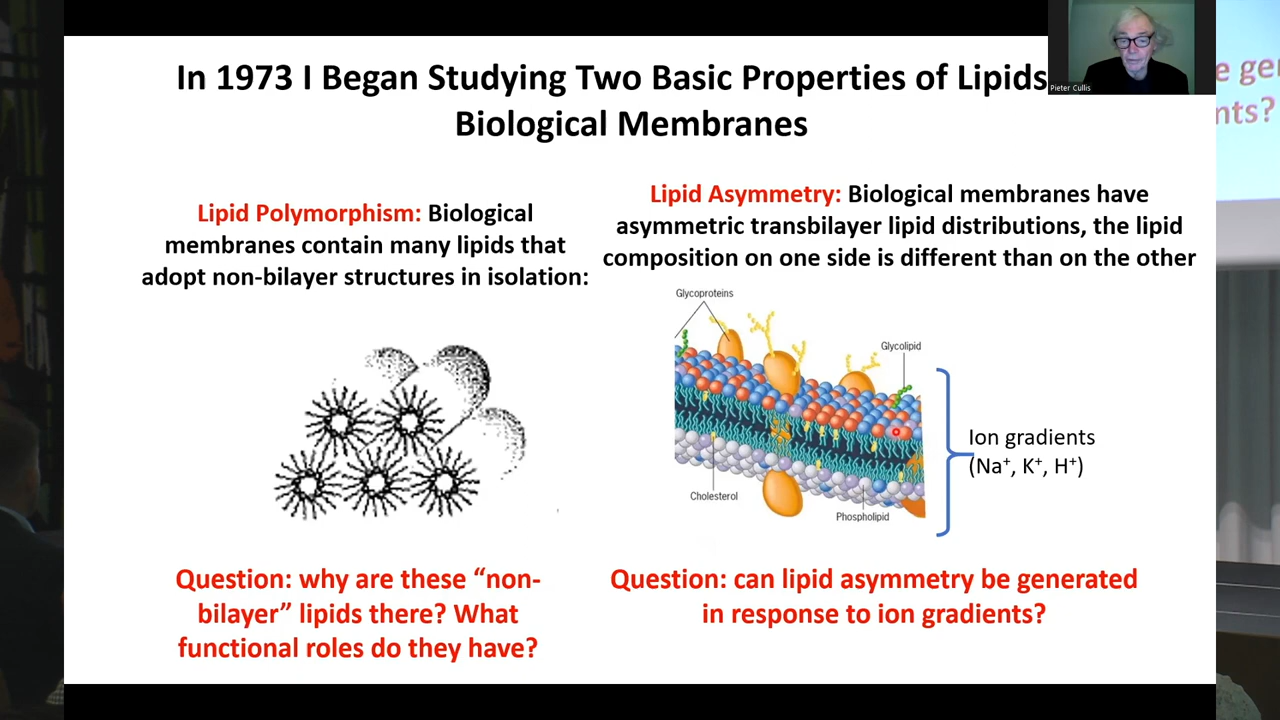 In 1973 I Began Studying Two Basic Properties of Lipids
Biological Membranes
Pieter Cullis
Lipid Polymorphism: Biological
membranes contain many lipids that
adopt non-bilayer structures in isolation:
Question: why are these “non-
bilayer” lipids there? What
functional roles do they have?
Lipid Asymmetry: Biological membranes have
asymmetric transbilayer lipid distributions, the lipid
composition on one side is different than on the other
Glycoproteins
Glycolipid
Cholesterol
Phospholipid
Ion gradients
(Na⁺, K⁺, H⁺)
Question: can lipid asymmetry be generated
in response to ion gradients?